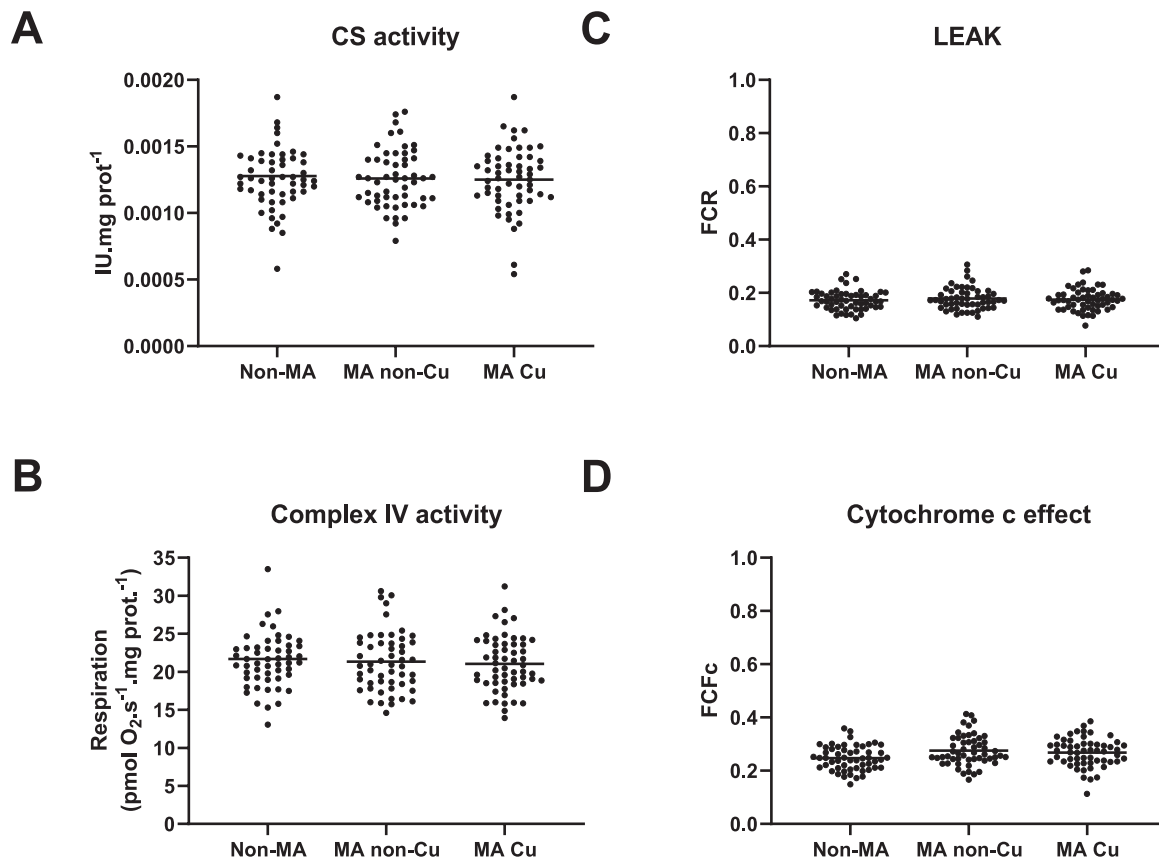 A
CS activity
0.0020
0.0015
0.0010
0.0005
0.0000
IU.mg prot⁻¹
Non-MA MA non-Cu MA Cu
C
LEAK
1.0
0.8
0.6
0.4
0.2
0.0
FCR
Non-MA MA non-Cu MA Cu
B
Complex IV activity
35
30
25
20
15
10
5
0
Respiration
(pmol O₂.s⁻¹.mg prot.⁻¹)
Non-MA MA non-Cu MA Cu
D
Cytochrome c effect
1.0
0.8
0.6
0.4
0.2
0.0
FCFc
Non-MA MA non-Cu MA Cu